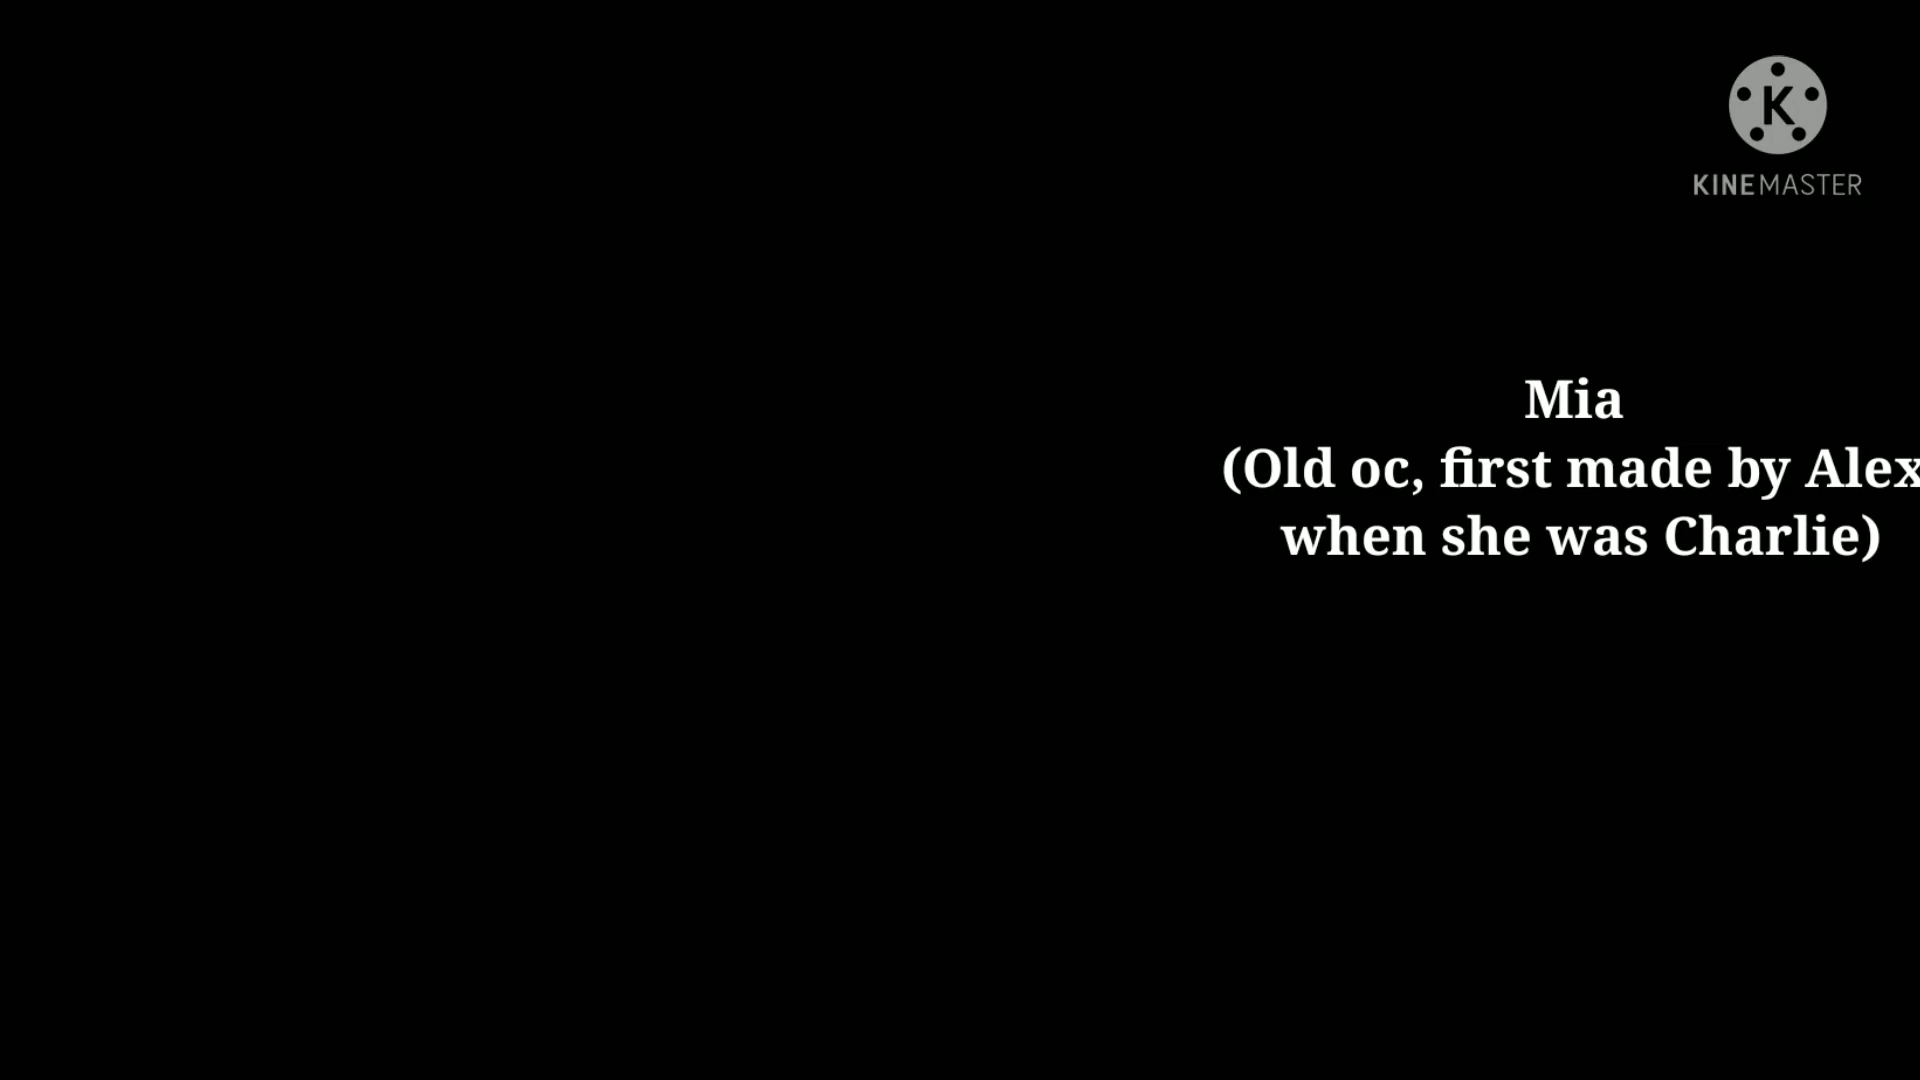 K
KINEMASTER
Mia
(Old oc, first made by Alex
when she was Charlie)